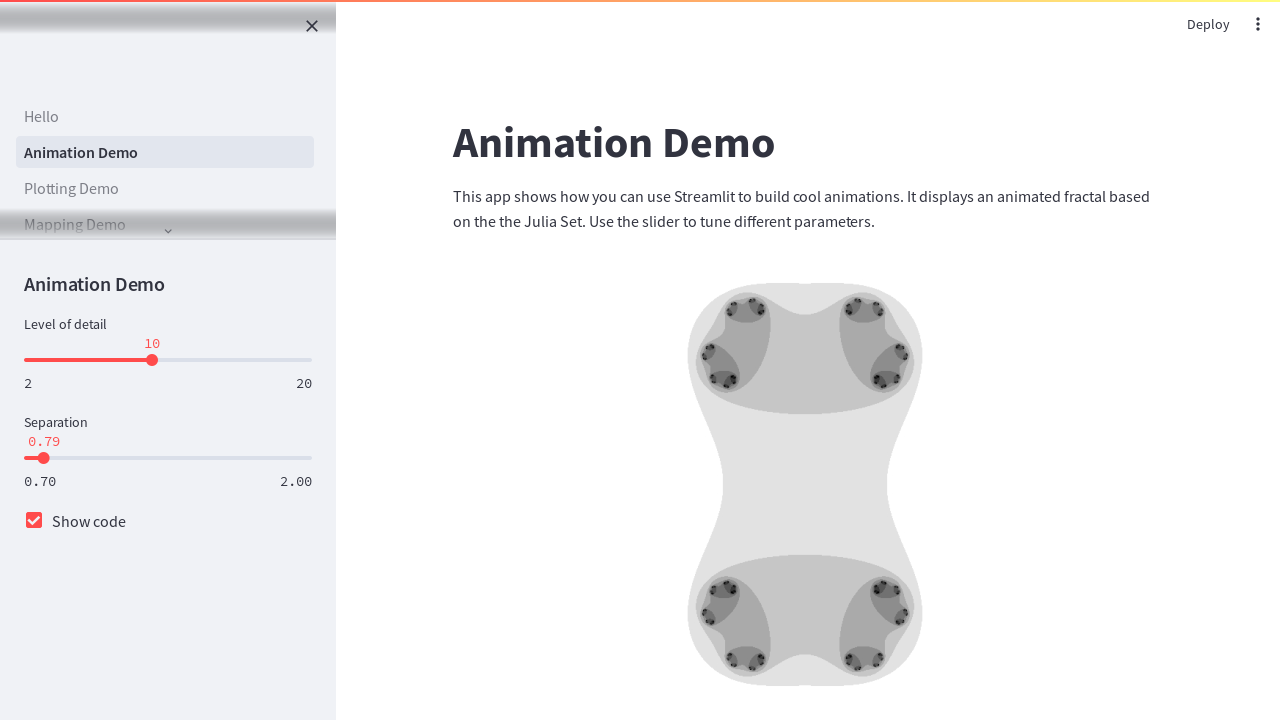 Deploy
Hello
Animation Demo
Plotting Demo
Mapping Demo
Animation Demo
Level of detail
10
2 20
Separation
0.79
0.70 2.00
Show code
Animation Demo
This app shows how you can use Streamlit to build cool animations. It displays an animated fractal based
on the the Julia Set. Use the slider to tune different parameters.